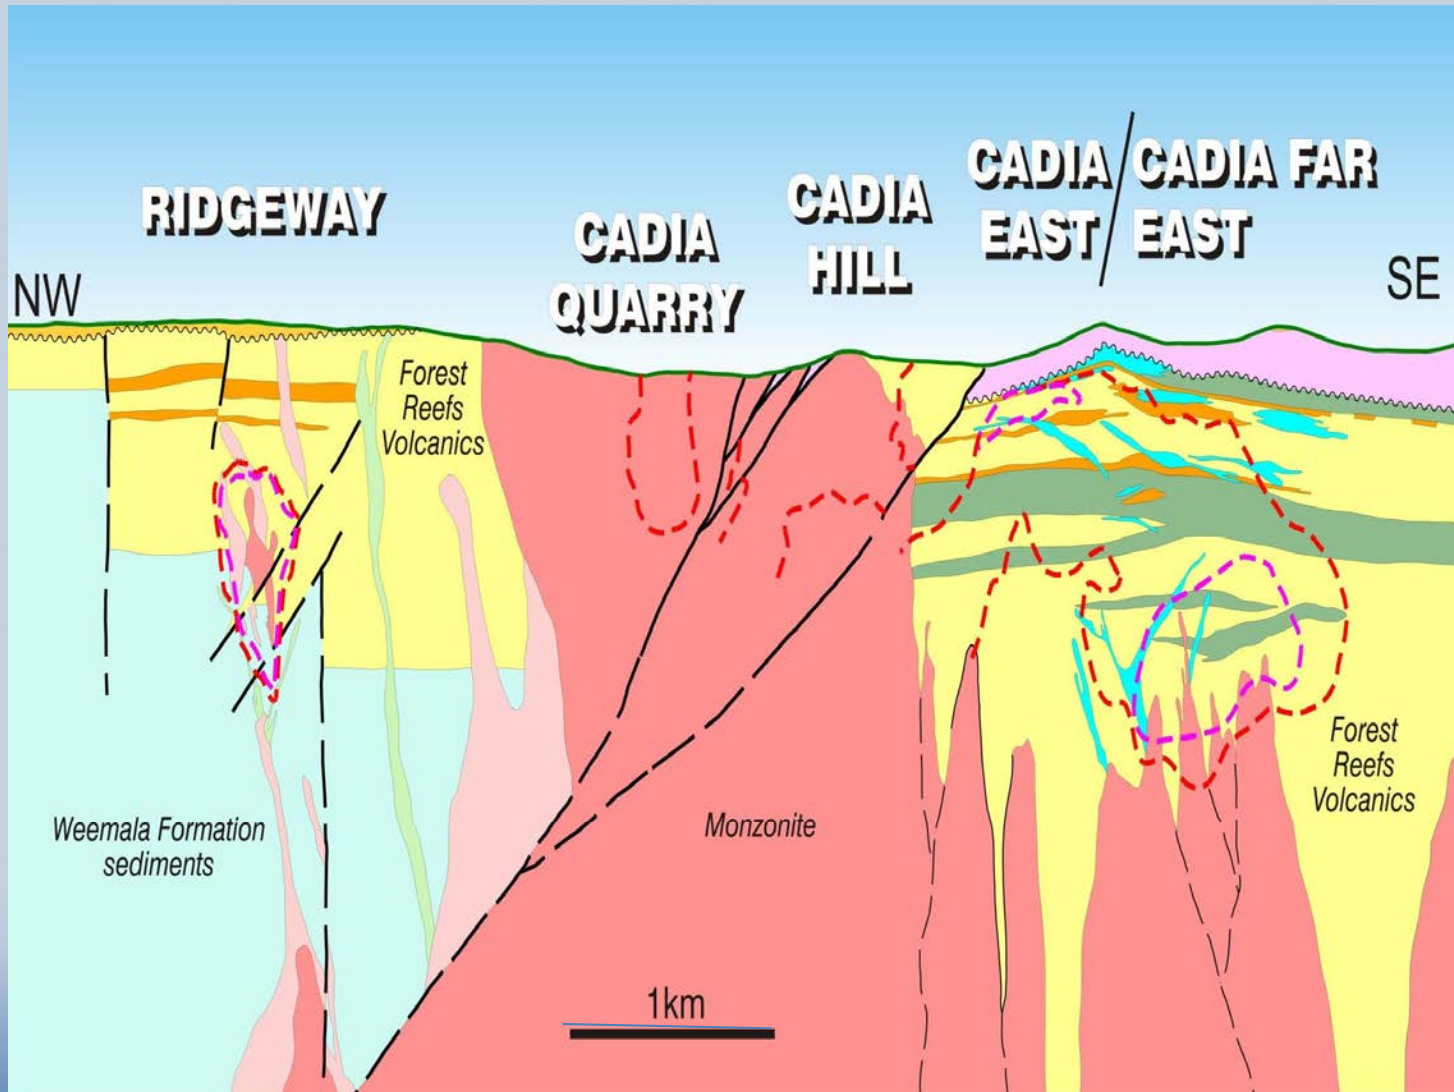 RIDGEWAY
CADIA
QUARRY
CADIA
HILL
CADIA
EAST
CADIA FAR
EAST
NW
SE
Forest
Reefs
Volcanics
Weemala Formation
sediments
Monzonite
Forest
Reefs
Volcanics
1km